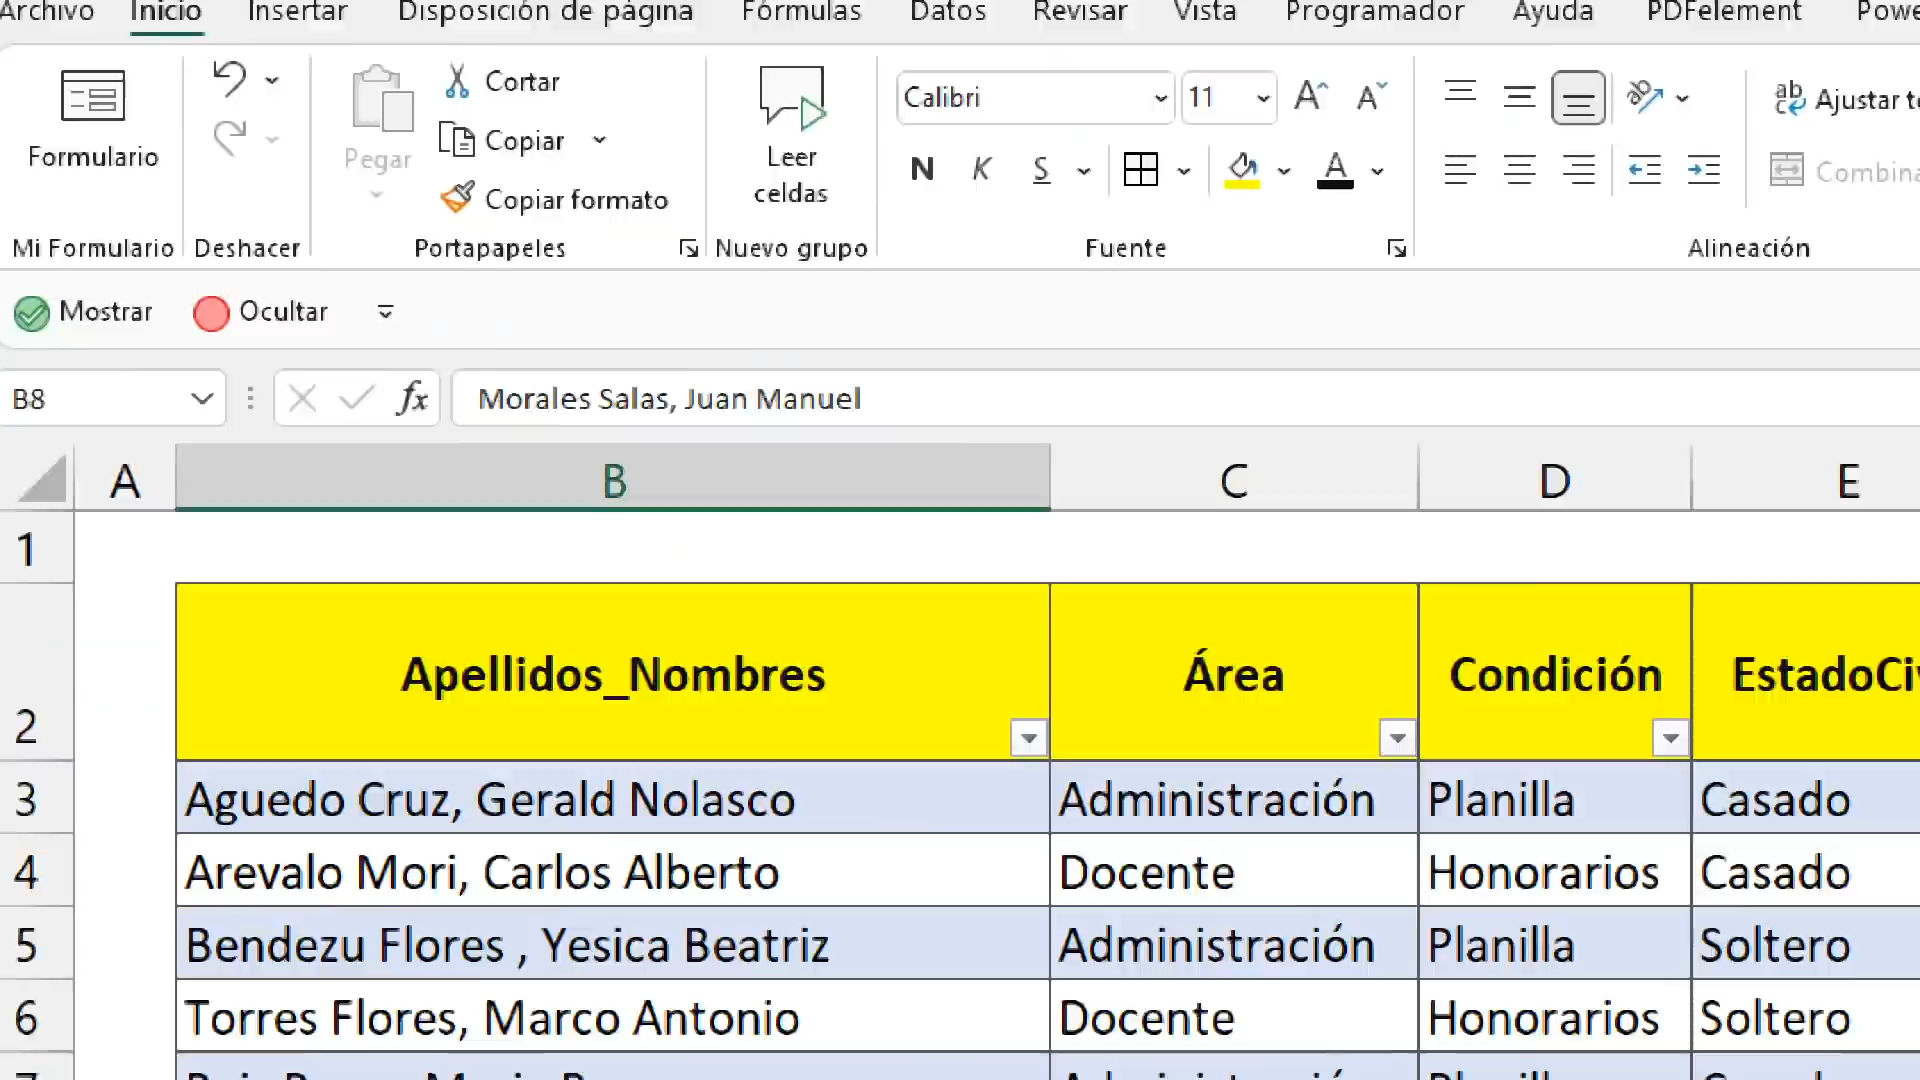 Archivo Inicio Insertar Disposición de página Fórmulas Datos Revisar Vista Programador Ayuda PDFelement
Formulario
Pegar
Cortar
Copiar
Copiar formato
Leer
celdas
Calibri 11
N K S
Ajustar
Mi Formulario Deshacer Portapapeles Nuevo grupo Fuente Alineación
Mostrar Ocultar
B8 fx Morales Salas, Juan Manuel
A B C D E
1
2 Apellidos_Nombres Área Condición EstadoCiv
3 Aguedo Cruz, Gerald Nolasco Administración Planilla Casado
4 Arevalo Mori, Carlos Alberto Docente Honorarios Casado
5 Bendezu Flores , Yesica Beatriz Administración Planilla Soltero
6 Torres Flores, Marco Antonio Docente Honorarios Soltero